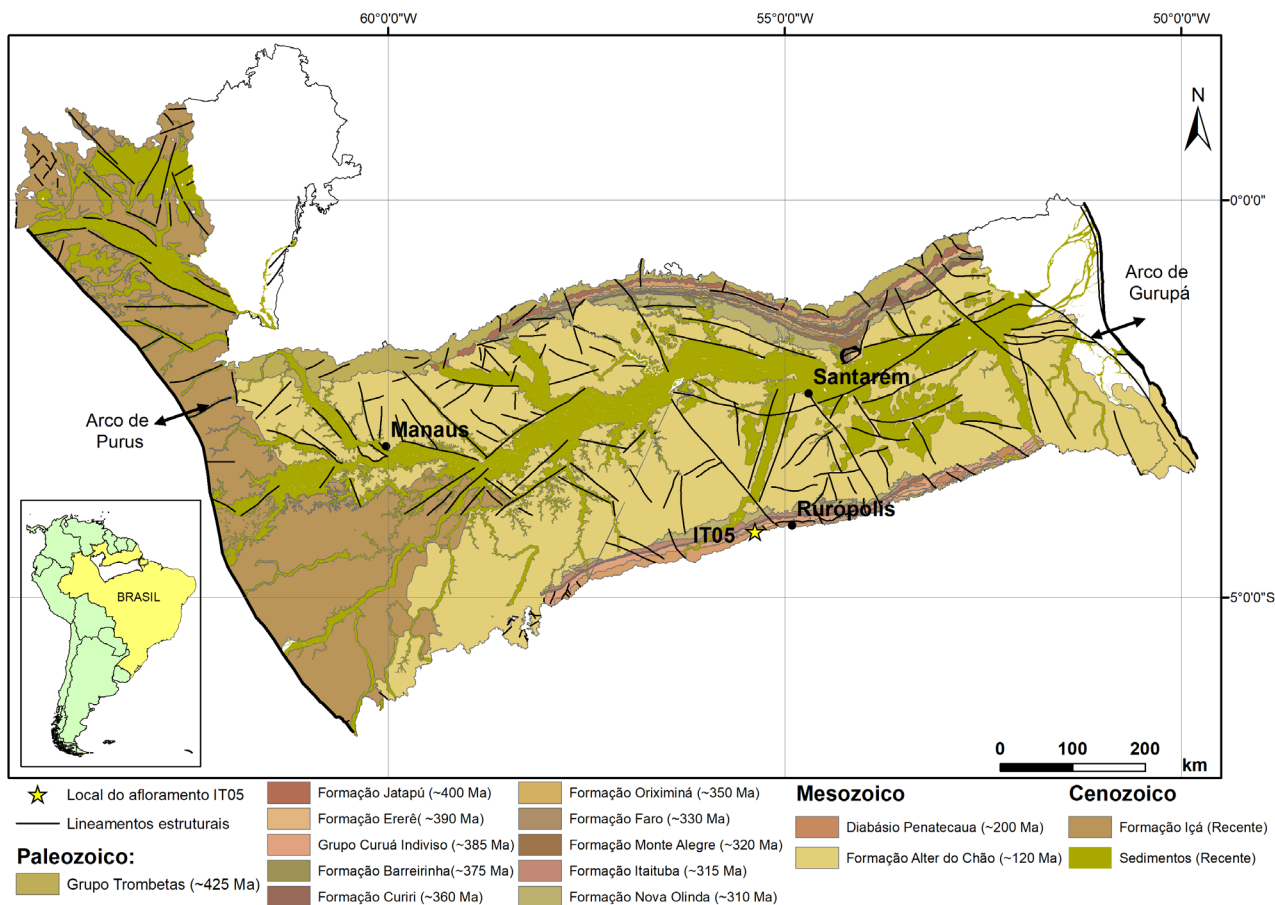 60°0'0"W
55°0'0"W
50°0'0"W
N
0°0'0"
Arco de
Gurupá
Santarém
Arco de
Purus
Manaus
Rurópolis
IT05
BRASIL
5°0'0"S
0 100 200
km
Local do afloramento IT05
Lineamentos estruturais
Paleozoico:
Grupo Trombetas (~425 Ma)
Formação Jatapú (~400 Ma)
Formação Ererê( ~390 Ma)
Grupo Curuá Indiviso (~385 Ma)
Formação Barreirinha(~375 Ma)
Formação Curiri (~360 Ma)
Formação Oriximiná (~350 Ma)
Formação Faro (~330 Ma)
Formação Monte Alegre (~320 Ma)
Formação Itaituba (~315 Ma)
Formação Nova Olinda (~310 Ma)
Mesozoico
Diabásio Penatecaua (~200 Ma)
Formação Alter do Chão (~120 Ma)
Cenozoico
Formação Içá (Recente)
Sedimentos (Recente)